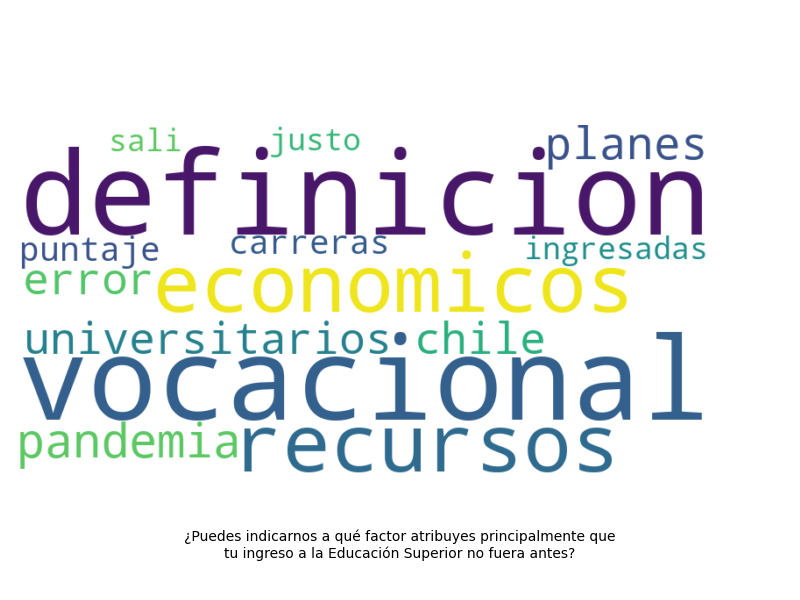 sali justo planes
definicion
puntaje carreras ingresadas
error economicos
universitarios chile
vocacional
pandemia recursos
¿Puedes indicarnos a qué factor atribuyes principalmente que
tu ingreso a la Educación Superior no fuera antes?